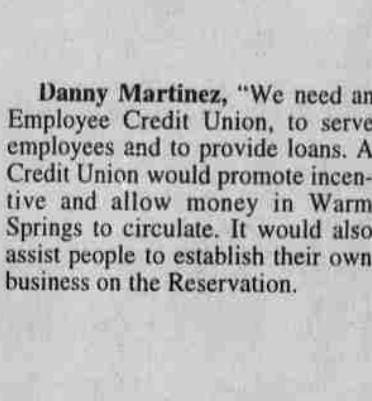 Danny Martinez, “We need an
Employee Credit Union, to serve
employees and to provide loans. A
Credit Union would promote incen-
tive and allow money in Warm
Springs to circulate. It would also
assist people to establish their own
business on the Reservation.